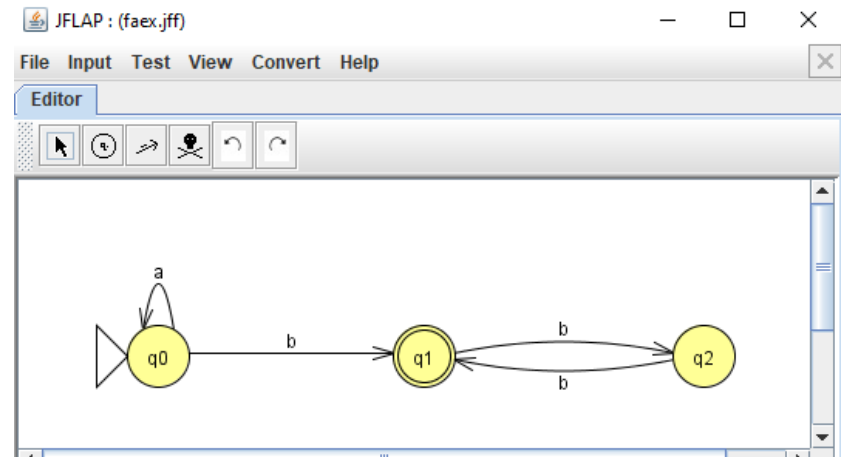 JFLAP : (faex.jff)
File Input Test View Convert Help
Editor
a
b
b
q0
q1
q2
b